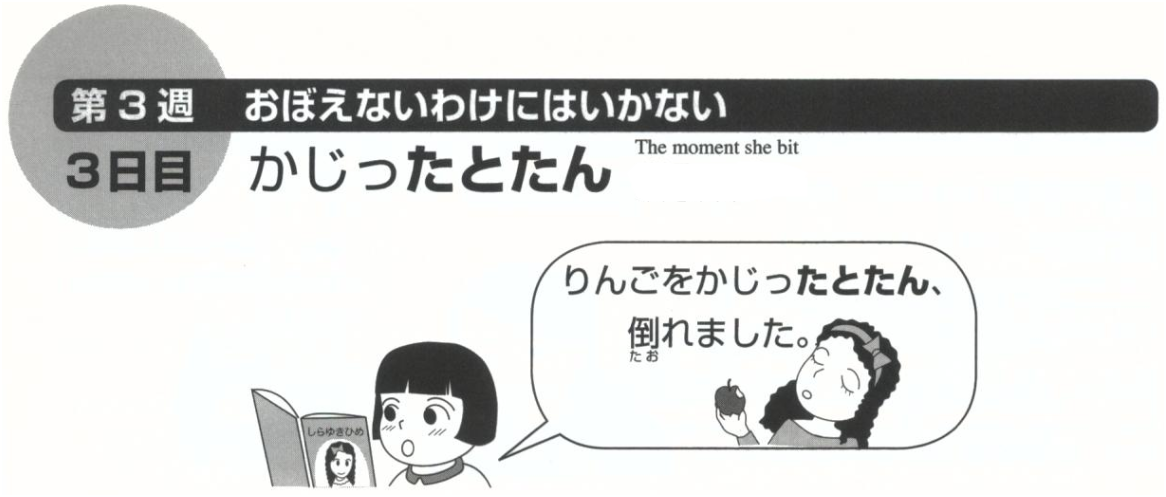 第3週 おぼえないわけにはいかない
3日目 かじったとたん
The moment she bit
りんごをかじったとたん、
倒れました。
たお
しらゆきひめ